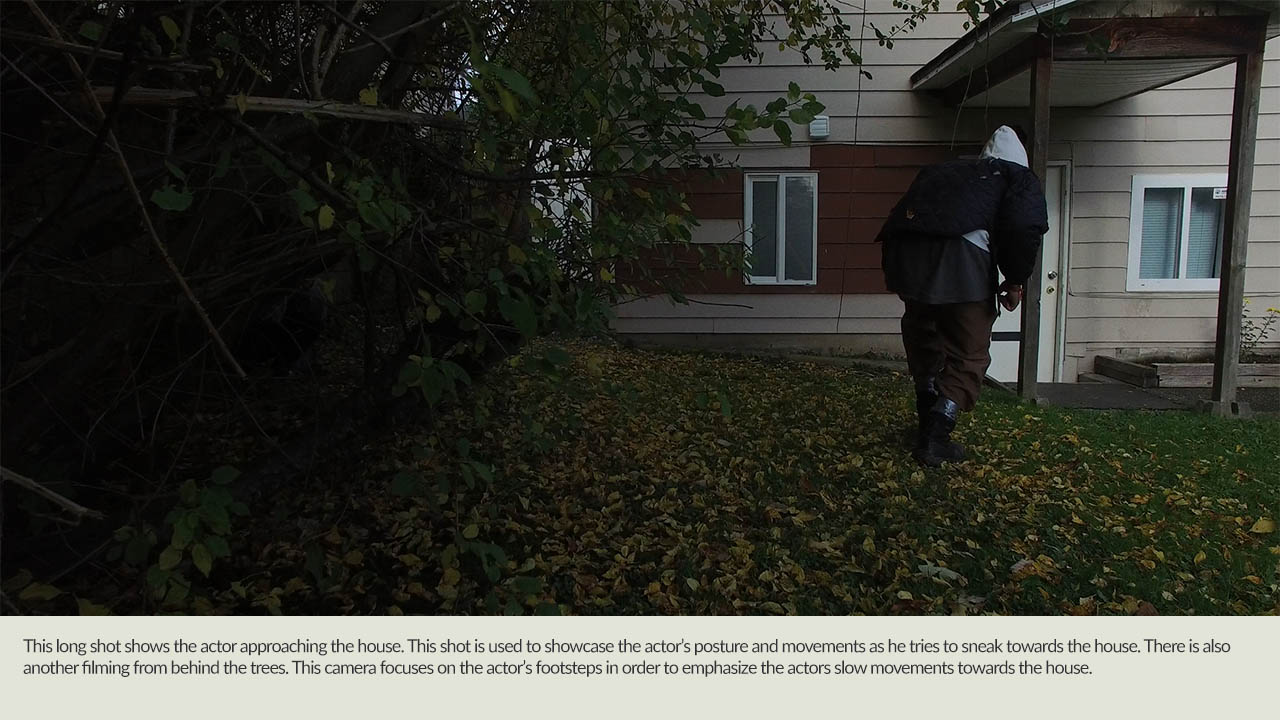 This long shot shows the actor approaching the house. This shot is used to showcase the actor's posture and movements as he tries to sneak towards the house. There is also
another filming from behind the trees. This camera focuses on the actor's footsteps in order to emphasize the actors slow movements towards the house.